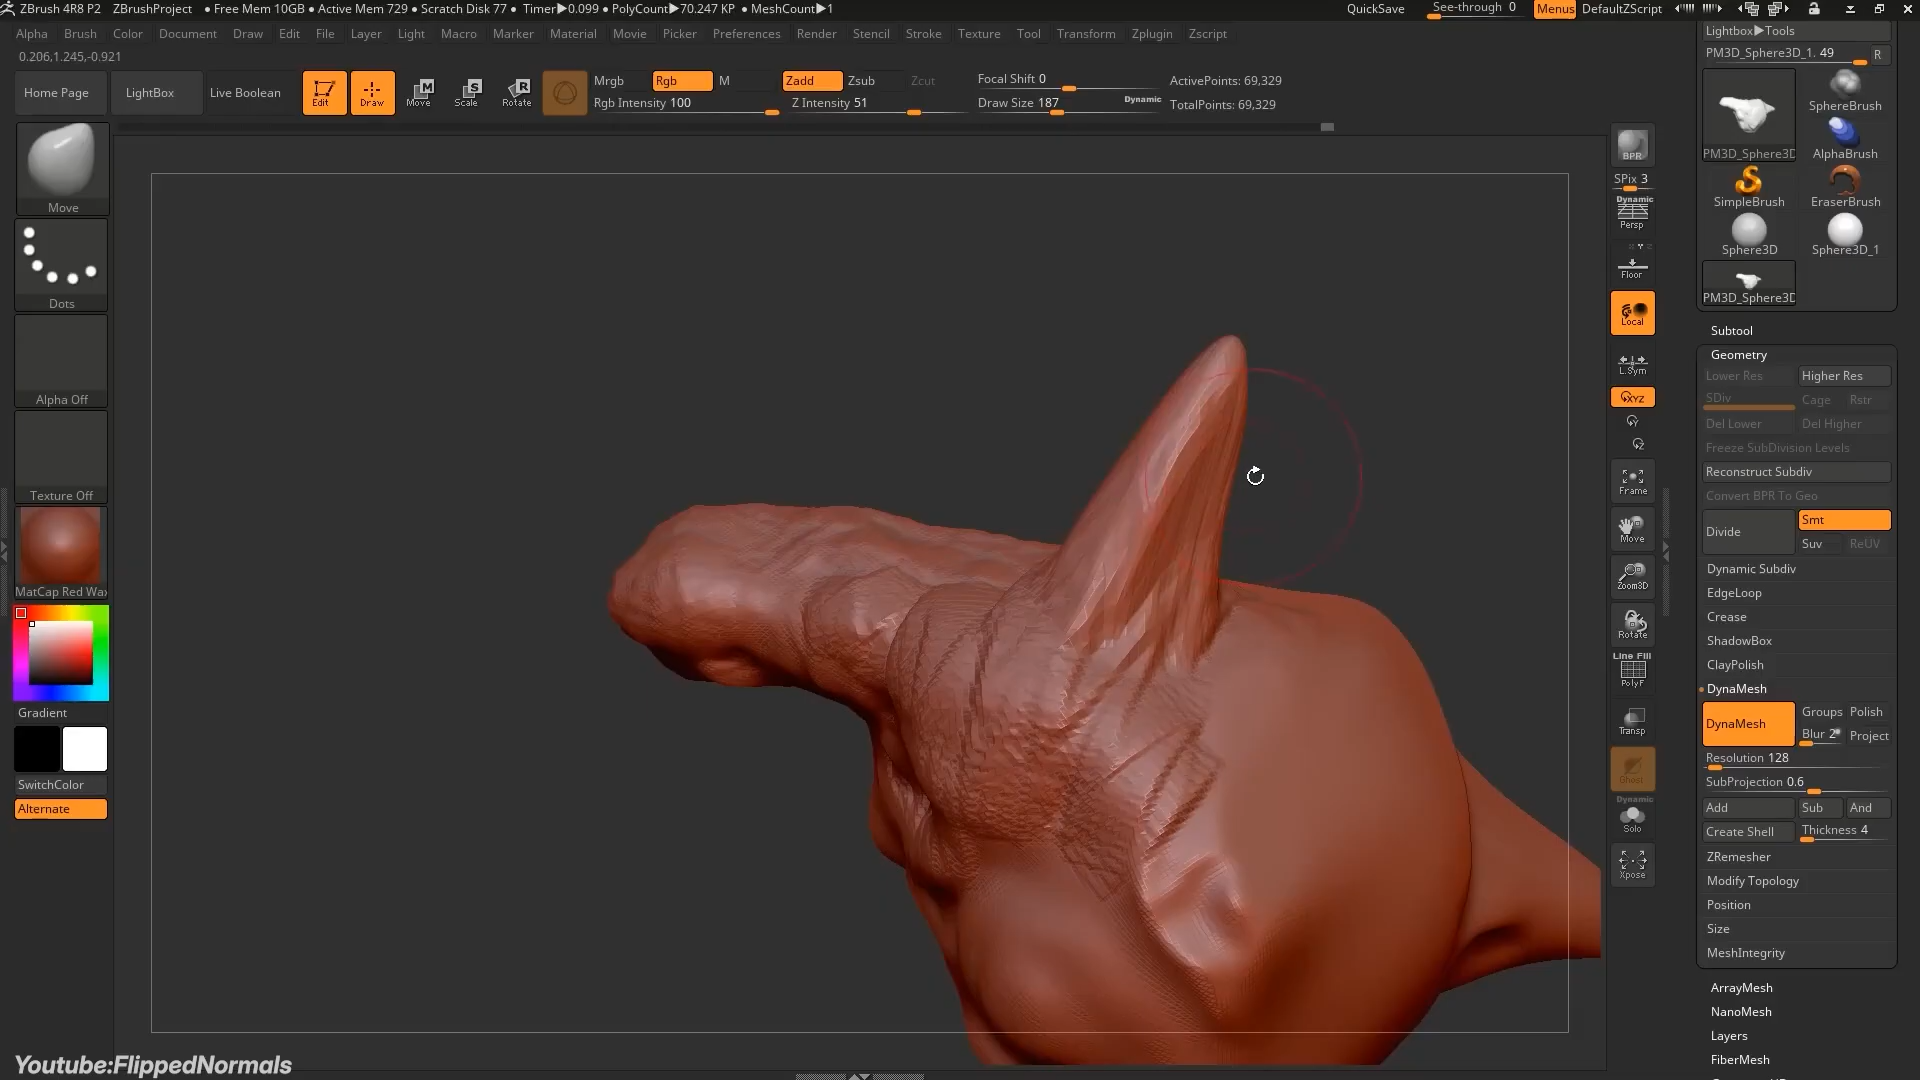 ZBrush 4R8 P2 ZBrushProject • Free Mem 10GB • Active Mem 729 • Scratch Disk 77 • Timer▶0.099 • PolyCount▶70.247 KP • MeshCount▶1 QuickSave See-through 0 Menus DefaultZScript
Alpha Brush Color Document Draw Edit File Layer Light Macro Marker Material Movie Picker Preferences Render Stencil Stroke Texture Tool Transform Zplugin Zscript
0.206,1.245,-0.921
Home Page LightBox Live Boolean Edit Draw Move Scale Rotate
Mrgb Rgb M Zadd Zsub Zcut
Rgb Intensity 100 Z Intensity 51
Focal Shift 0
Draw Size 187 Dynamic
ActivePoints: 69,329
TotalPoints: 69,329
Move
Dots
Alpha Off
Texture Off
MatCap Red Wax
Gradient
SwitchColor
Alternate
BPR
SPix 3
Dynamic
Persp
Floor
Local
L.Sym
XYZ
Y
Z
Frame
Move
Zoom3D
Rotate
Line Fill
PolyF
Transp
Ghost
Dynamic
Solo
Xpose
Lightbox▶Tools
PM3D_Sphere3D_1. 49 R
SphereBrush
PM3D_Sphere3D AlphaBrush
SimpleBrush EraserBrush
Sphere3D Sphere3D_1
PM3D_Sphere3D
Subtool
Geometry
Lower Res Higher Res
SDiv Cage Rstr
Del Lower Del Higher
Freeze SubDivision Levels
Reconstruct Subdiv
Convert BPR To Geo
Divide Smt
Suv ReUV
Dynamic Subdiv
EdgeLoop
Crease
ShadowBox
ClayPolish
DynaMesh
DynaMesh Groups Polish
Blur 2 Project
Resolution 128
SubProjection 0.6
Add Sub And
Create Shell Thickness 4
ZRemesher
Modify Topology
Position
Size
MeshIntegrity
ArrayMesh
NanoMesh
Layers
FiberMesh
Youtube:FlippedNormals